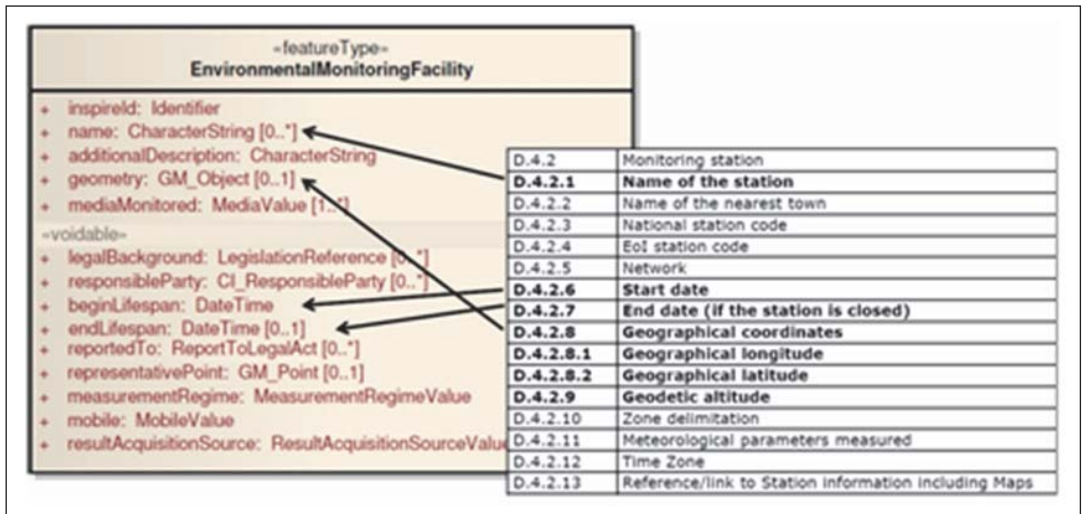 «featureType»
EnvironmentalMonitoringFacility
+ inspireId: Identifier
+ name: CharacterString [0..*]
+ additionalDescription: CharacterString
+ geometry: GM_Object [0..1]
+ mediaMonitored: MediaValue [1..*]
«voidable»
+ legalBackground: LegislationReference [0..*]
+ responsibleParty: CI_ResponsibleParty [0..*]
+ beginLifespan: DateTime
+ endLifespan: DateTime [0..1]
+ reportedTo: ReportToLegalAct [0..*]
+ representativePoint: GM_Point [0..1]
+ measurementRegime: MeasurementRegimeValue
+ mobile: MobileValue
+ resultAcquisitionSource: ResultAcquisitionSourceValue
D.4.2 Monitoring station
D.4.2.1 Name of the station
D.4.2.2 Name of the nearest town
D.4.2.3 National station code
D.4.2.4 EoI station code
D.4.2.5 Network
D.4.2.6 Start date
D.4.2.7 End date (if the station is closed)
D.4.2.8 Geographical coordinates
D.4.2.8.1 Geographical longitude
D.4.2.8.2 Geographical latitude
D.4.2.9 Geodetic altitude
D.4.2.10 Zone delimitation
D.4.2.11 Meteorological parameters measured
D.4.2.12 Time Zone
D.4.2.13 Reference/link to Station information including Maps